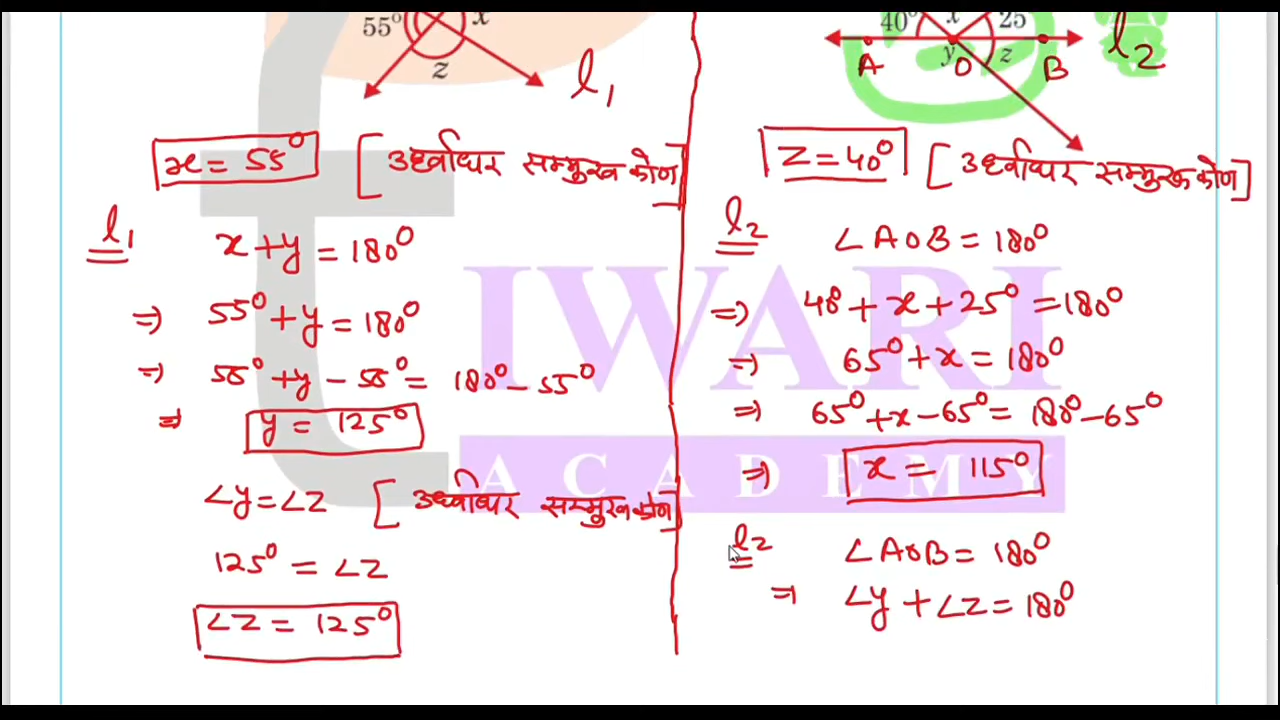 55° x
z
l₁
x = 55° [उर्ध्वाधर सम्मुख कोण]
l₁ x + y = 180°
⇒ 55° + y = 180°
⇒ 55° + y - 55° = 180° - 55°
⇒ y = 125°
∠y = ∠z [उर्ध्वाधर सम्मुख कोण]
125° = ∠z
∠z = 125°
40° x 25
A y O z B
l₂
z = 40° [उर्ध्वाधर सम्मुख कोण]
l₂ ∠AOB = 180°
⇒ 40° + x + 25° = 180°
⇒ 65° + x = 180°
⇒ 65° + x - 65° = 180° - 65°
⇒ x = 115°
l₂ ∠AOB = 180°
⇒ ∠y + ∠z = 180°
IWARI
ACADEMY